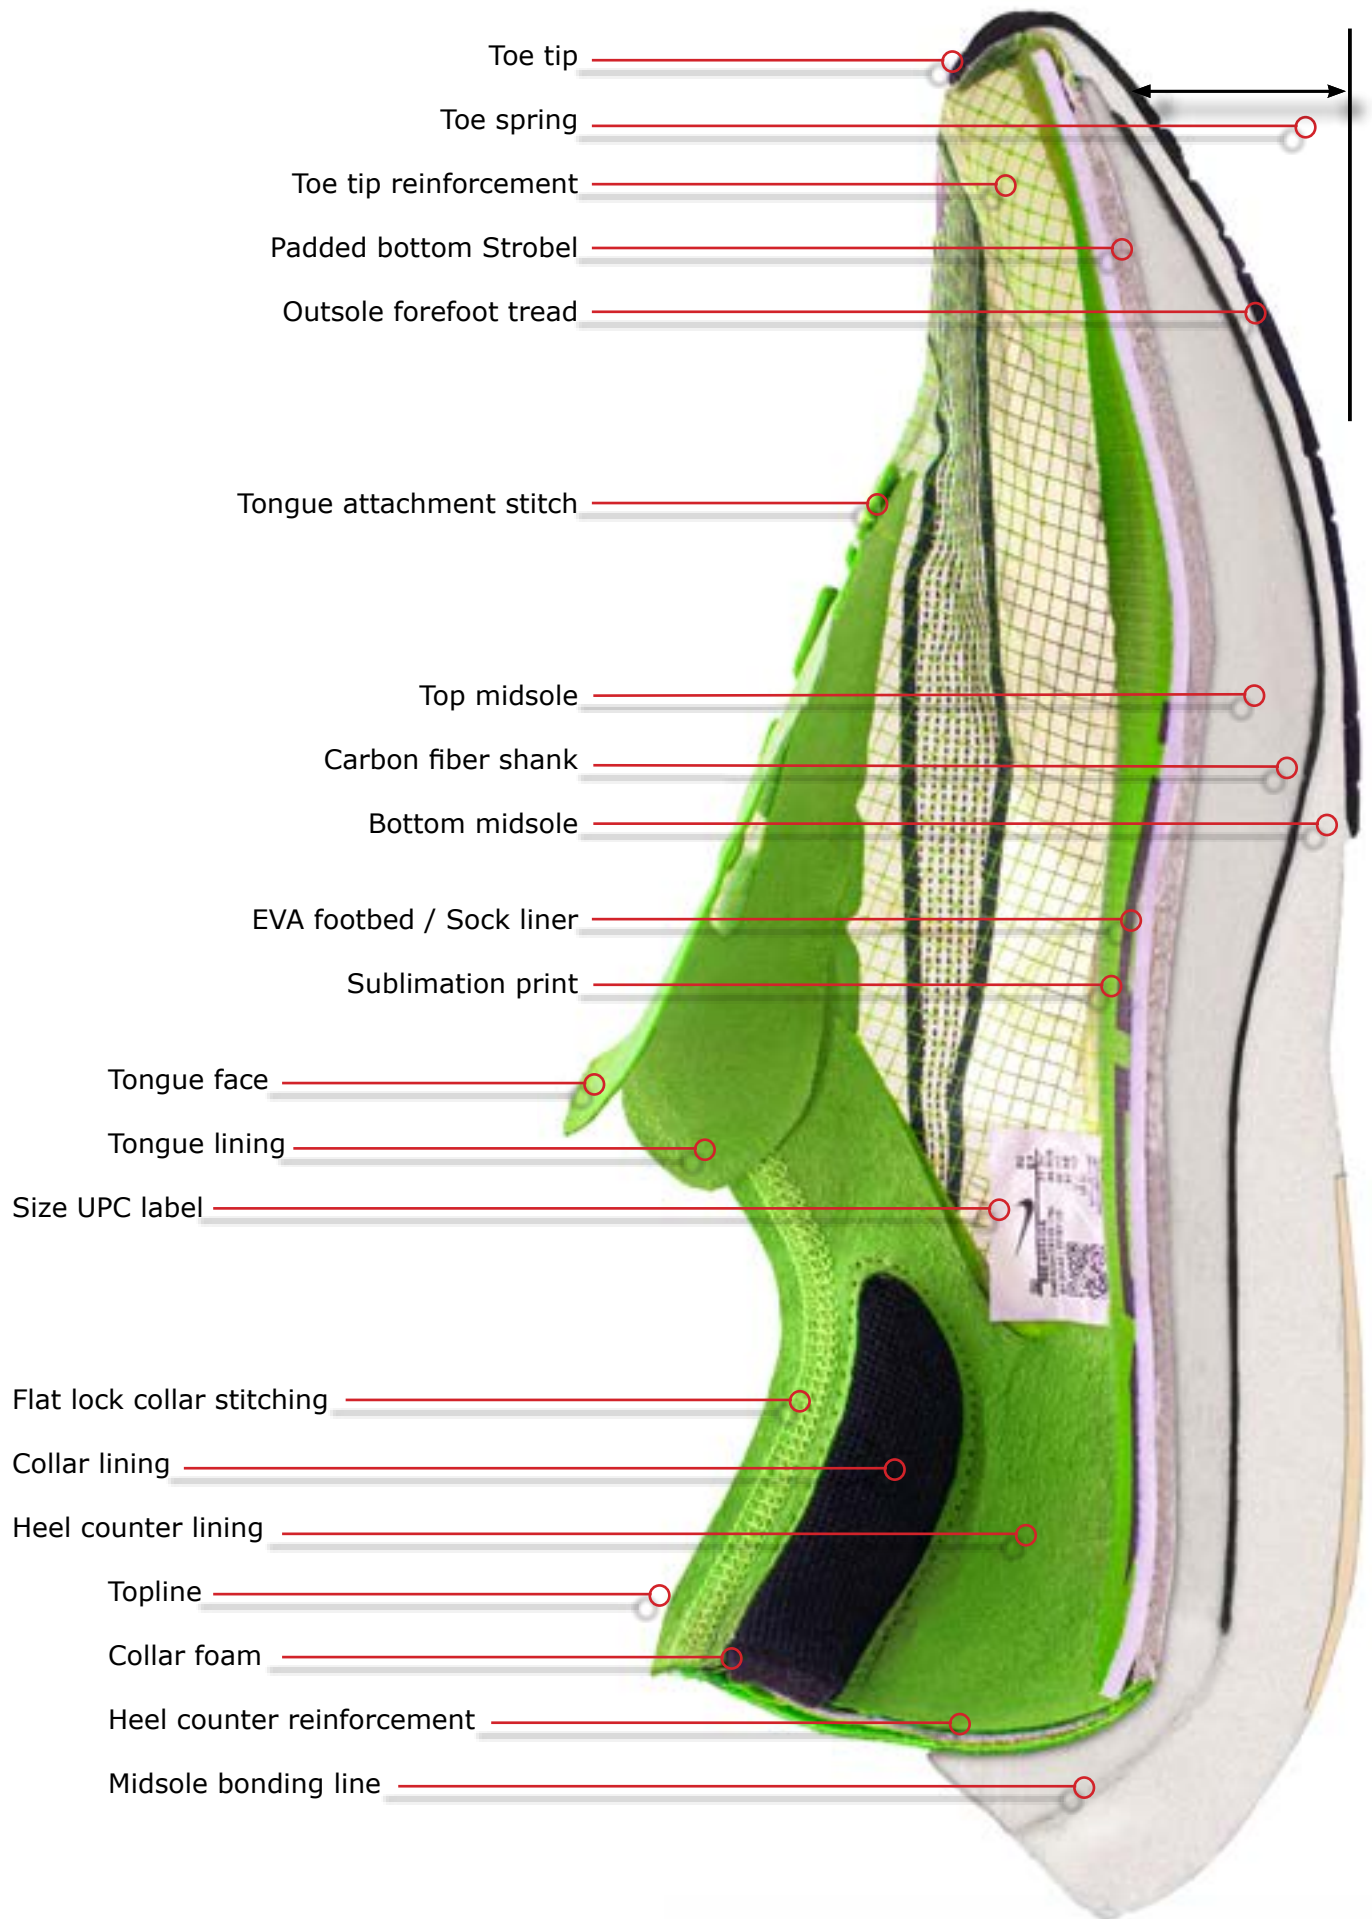 Toe tip
Toe spring
Toe tip reinforcement
Padded bottom Strobel
Outsole forefoot tread
Tongue attachment stitch
Top midsole
Carbon fiber shank
Bottom midsole
EVA footbed / Sock liner
Sublimation print
Tongue face
Tongue lining
Size UPC label
Flat lock collar stitching
Collar lining
Heel counter lining
Topline
Collar foam
Heel counter reinforcement
Midsole bonding line